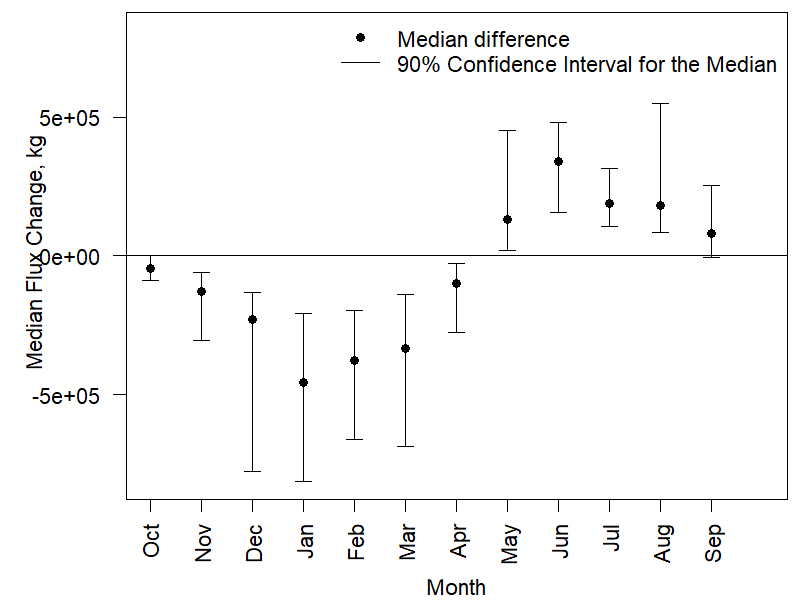 Median difference
90% Confidence Interval for the Median
Median Flux Change, kg
5e+05
0e+00
-5e+05
Oct
Nov
Dec
Jan
Feb
Mar
Apr
May
Jun
Jul
Aug
Sep
Month